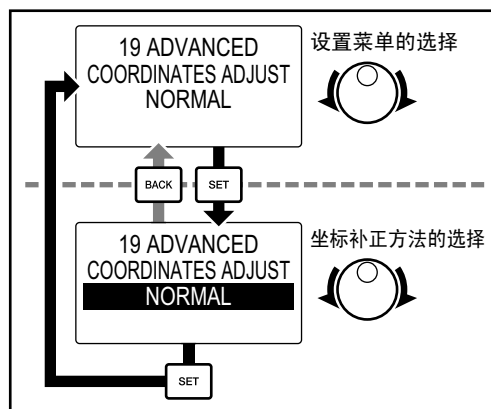 19 ADVANCED
COORDINATES ADJUST
NORMAL
设置菜单的选择
BACK
SET
19 ADVANCED
COORDINATES ADJUST
NORMAL
坐标补正方法的选择
SET